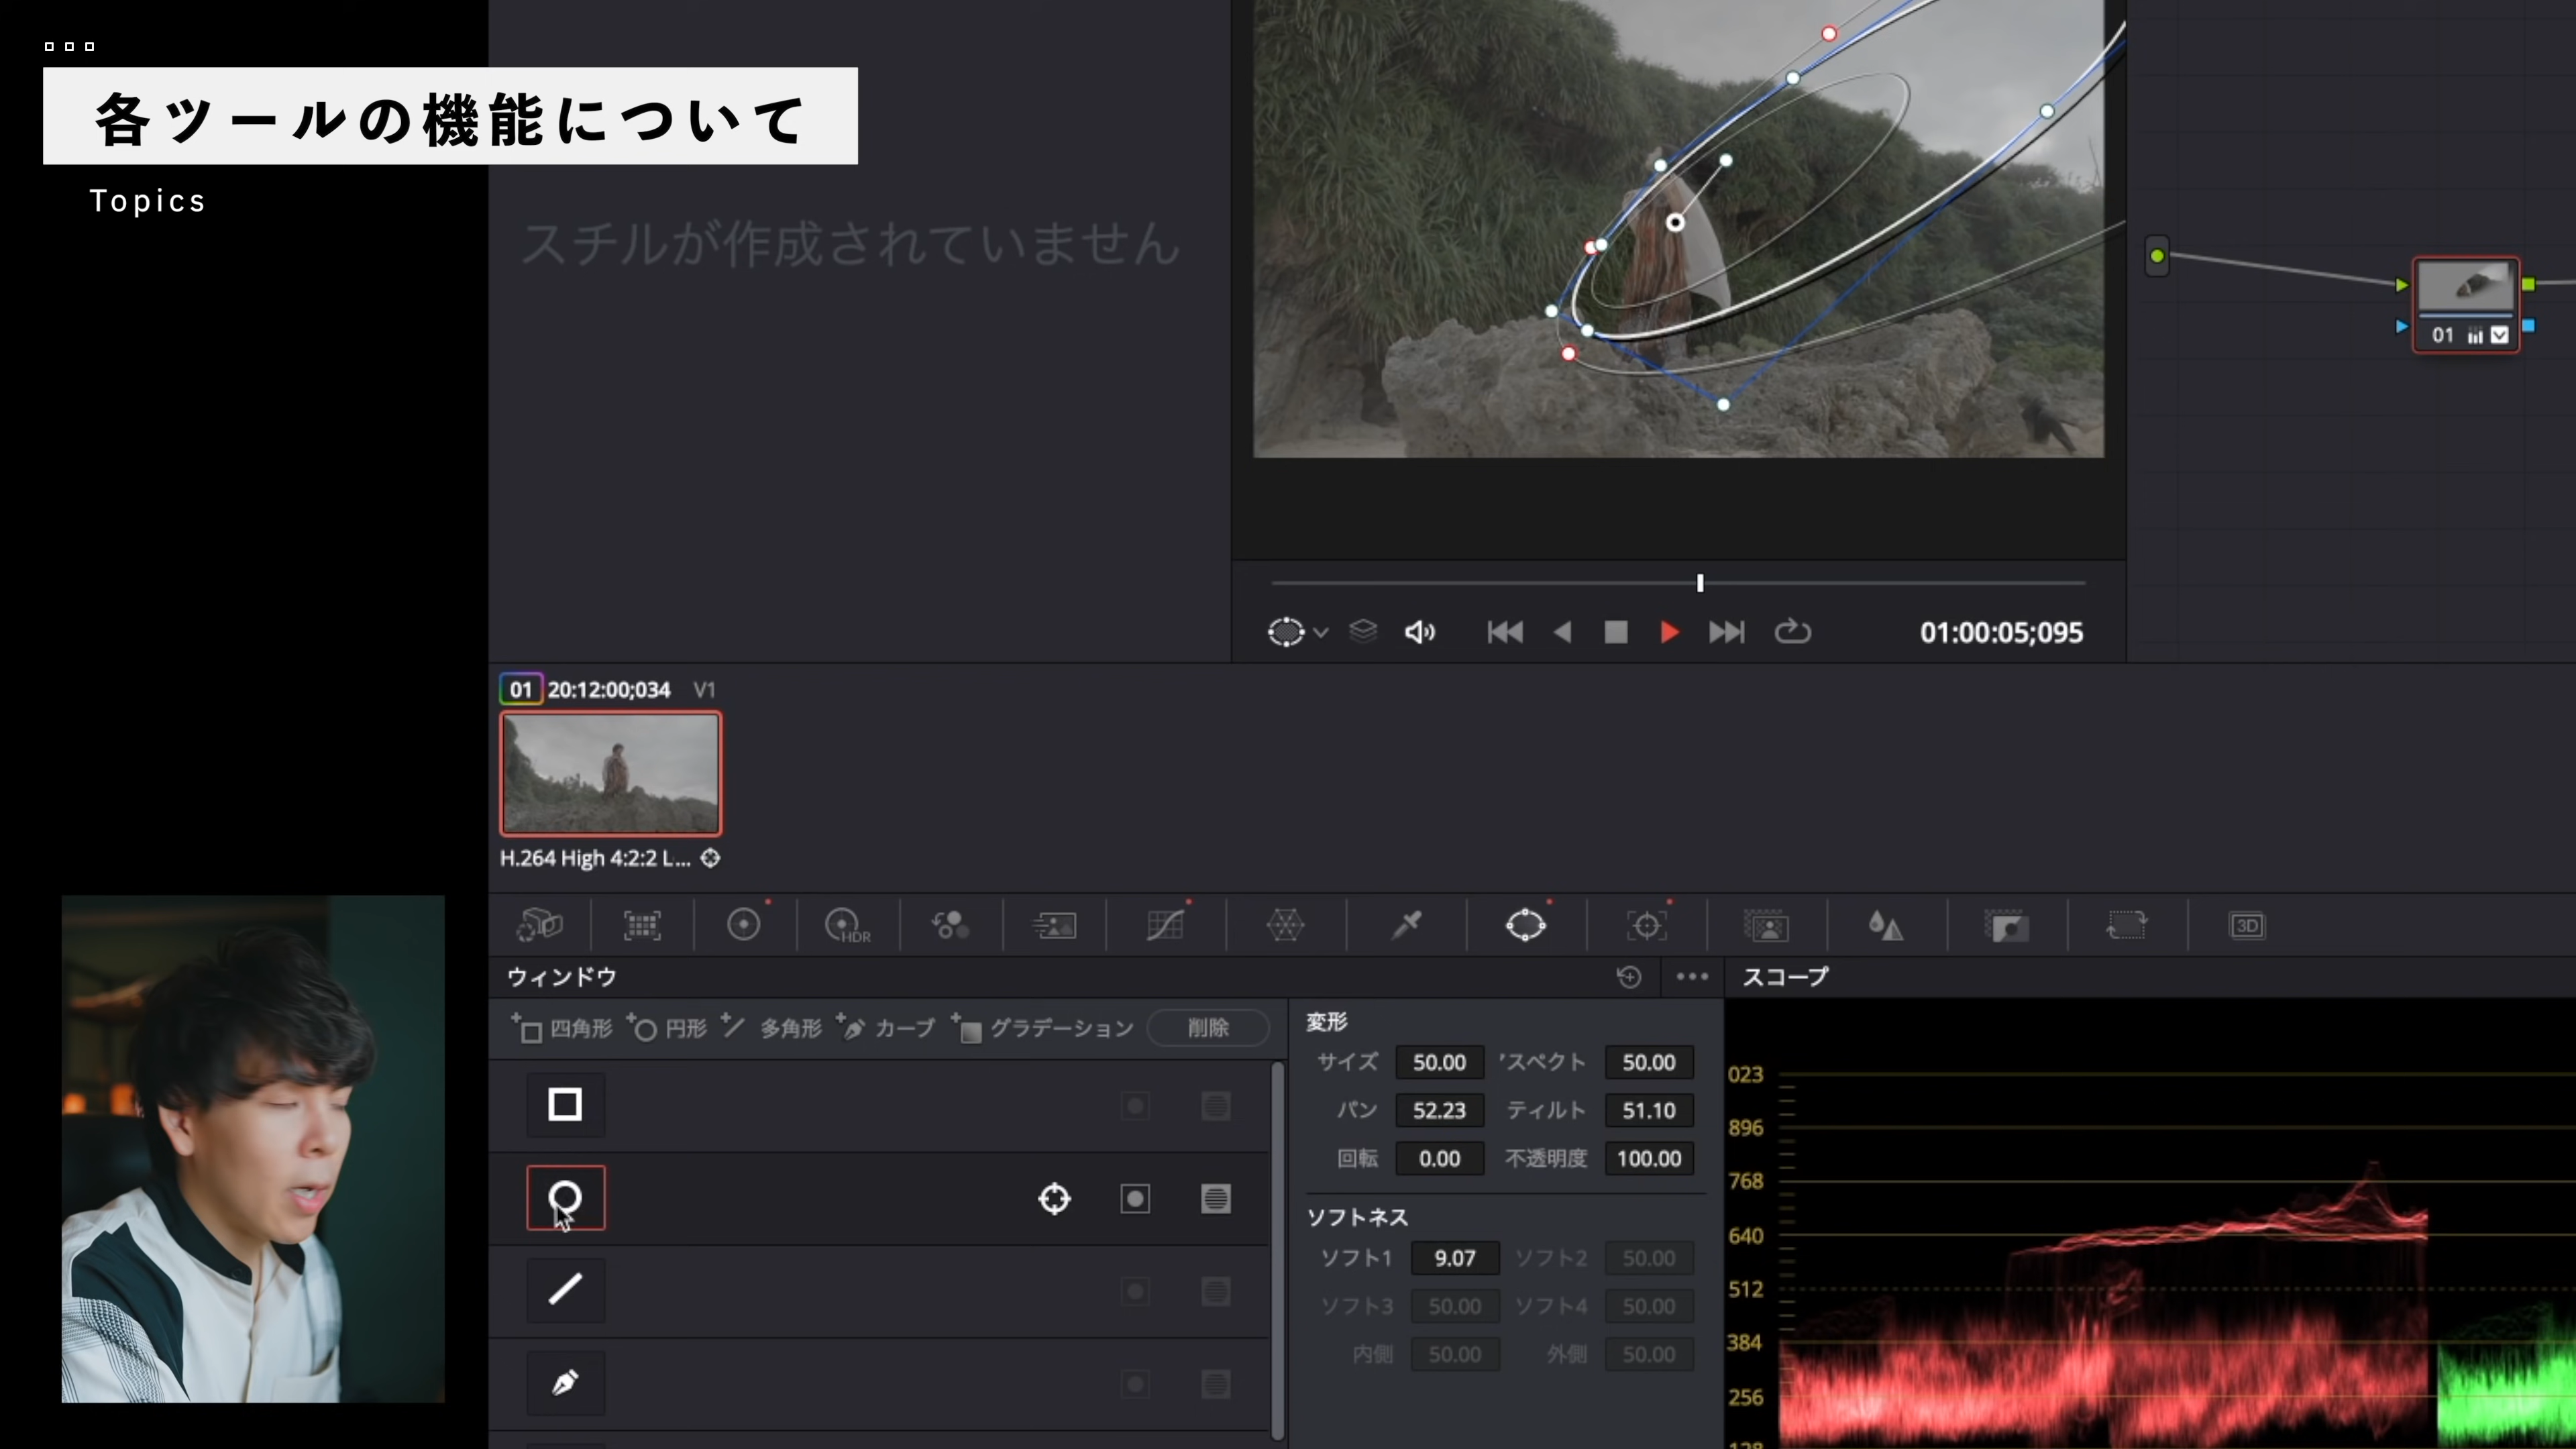 各ツールの機能について
Topics
スチルが作成されていません
01
01:00:05;095
01 20:12:00;034 V1
H.264 High 4:2:2 L...
HDR
3D
ウィンドウ
スコープ
四角形 円形 多角形 カーブ グラデーション 削除
変形
サイズ 50.00 スペクト 50.00
パン 52.23 ティルト 51.10
回転 0.00 不透明度 100.00
ソフトネス
ソフト1 9.07 ソフト2 50.00
ソフト3 50.00 ソフト4 50.00
内側 50.00 外側 50.00
023
896
768
640
512
384
256